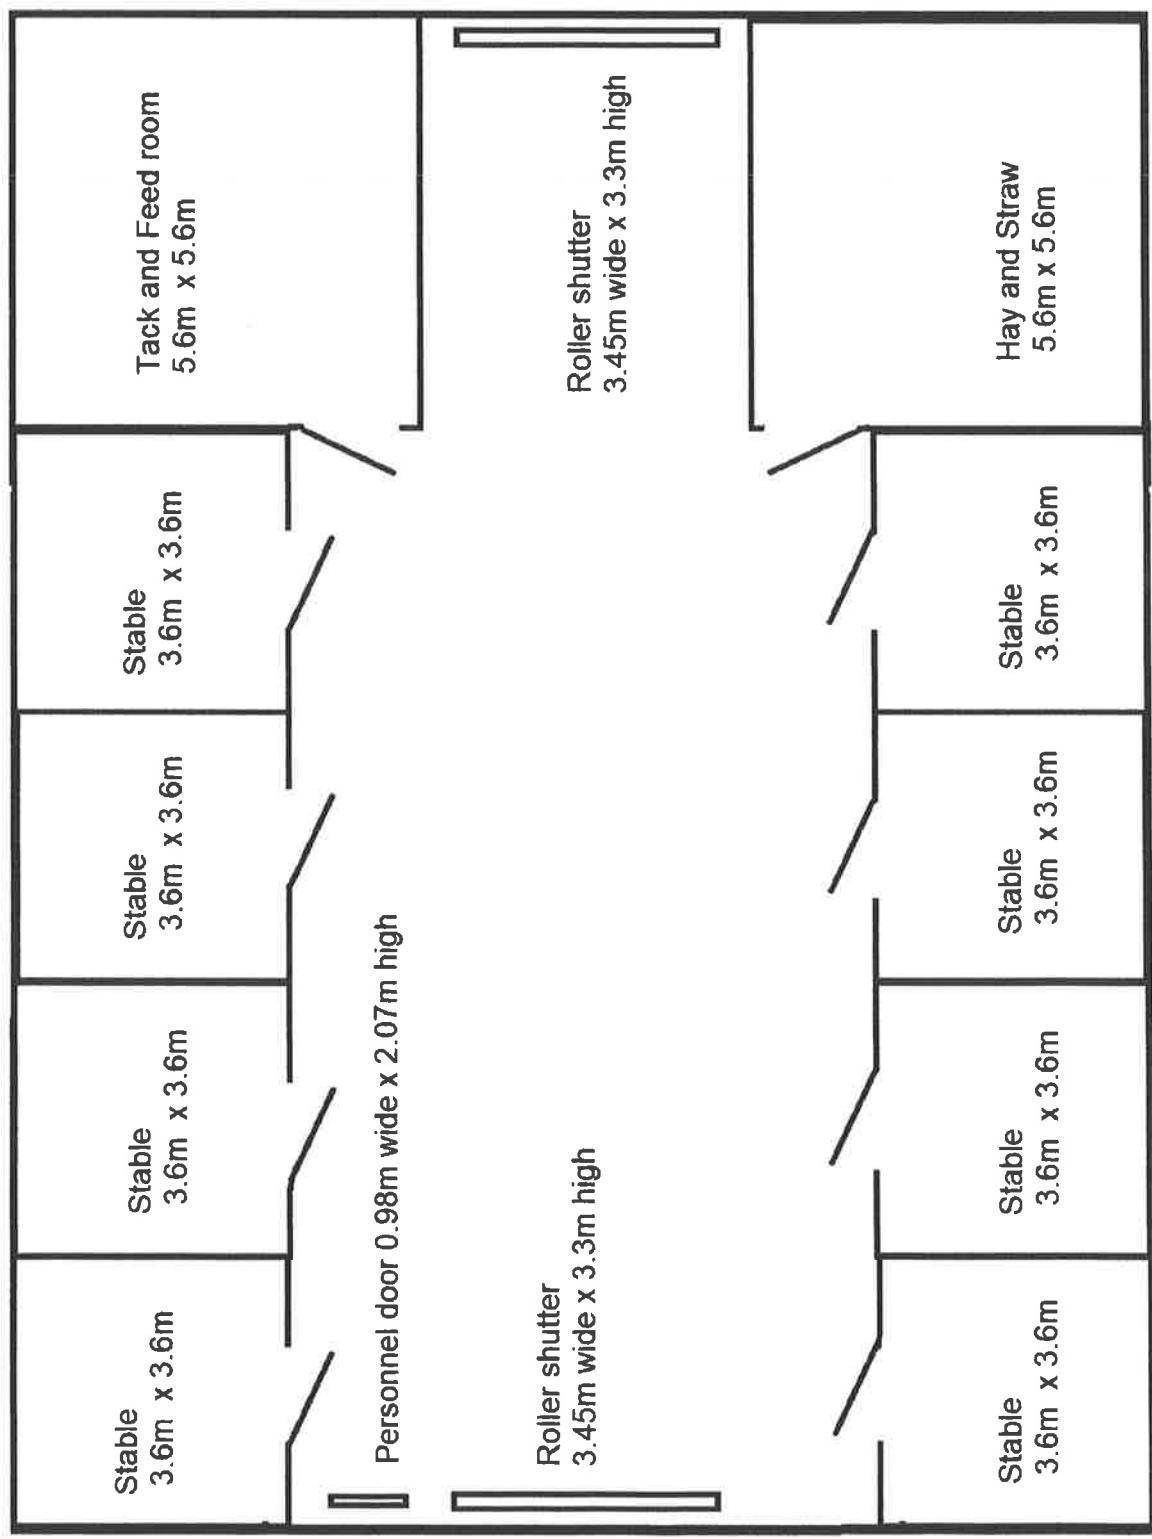 Tack and Feed room
5.6m x 5.6m
Roller shutter
3.45m wide x 3.3m high
Hay and Straw
5.6m x 5.6m
Stable
3.6m x 3.6m
Stable
3.6m x 3.6m
Stable
3.6m x 3.6m
Stable
3.6m x 3.6m
Personnel door 0.98m wide x 2.07m high
Roller shutter
3.45m wide x 3.3m high
Stable
3.6m x 3.6m
Stable
3.6m x 3.6m
Stable
3.6m x 3.6m
Stable
3.6m x 3.6m